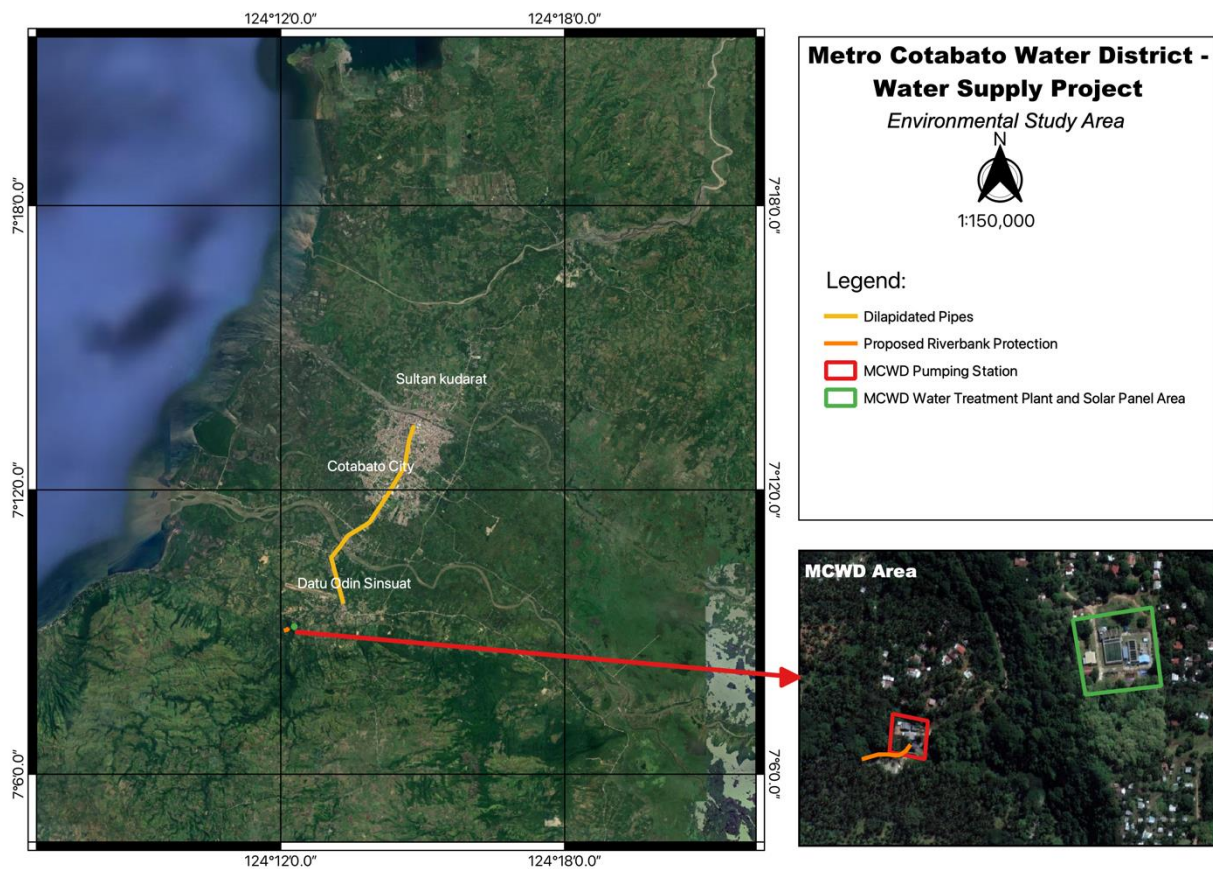 124°12'0.0"
124°18'0.0"
7°18'0.0"
7°18'0.0"
Sultan kudarat
Cotabato City
7°12'0.0"
7°12'0.0"
Datu Odin Sinsuat
7°6'0.0"
7°6'0.0"
124°12'0.0"
124°18'0.0"
Metro Cotabato Water District -
Water Supply Project
Environmental Study Area
N
1:150,000
Legend:
Dilapidated Pipes
Proposed Riverbank Protection
MCWD Pumping Station
MCWD Water Treatment Plant and Solar Panel Area
MCWD Area